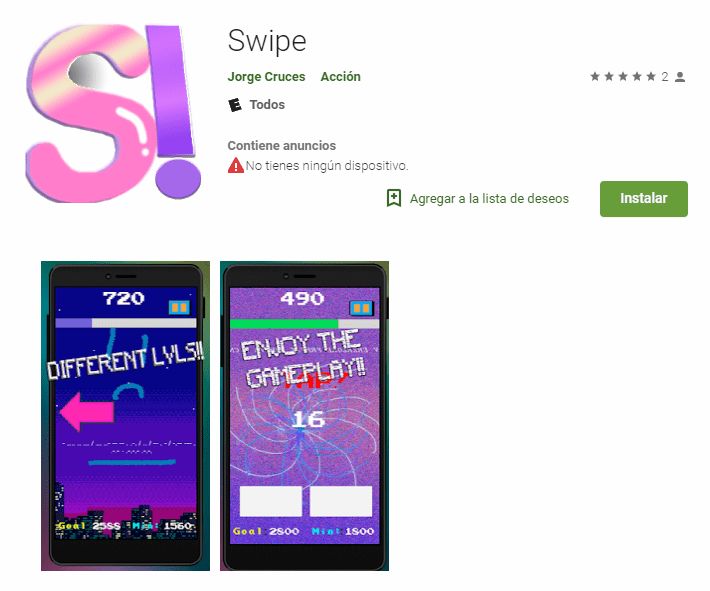 S!
Swipe
Jorge Cruces Acción
2
E Todos
Contiene anuncios
No tienes ningún dispositivo.
Agregar a la lista de deseos
Instalar
720
DIFFERENT LVLS!!
Goal 2588 Min: 1560
490
ENJOY THE
GAMEPLAY!!
16
Goal 2800 Min: 1800